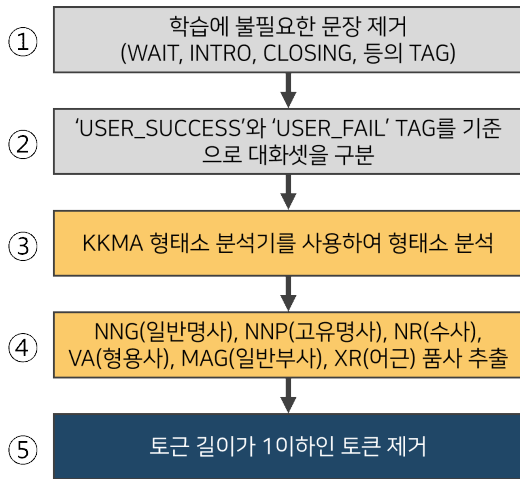 ① 학습에 불필요한 문장 제거
(WAIT, INTRO, CLOSING, 등의 TAG)
② ‘USER_SUCCESS’와 ‘USER_FAIL’ TAG를 기준
으로 대화셋을 구분
③ KKMA 형태소 분석기를 사용하여 형태소 분석
④ NNG(일반명사), NNP(고유명사), NR(수사),
VA(형용사), MAG(일반부사), XR(어근) 품사 추출
⑤ 토근 길이가 1이하인 토큰 제거